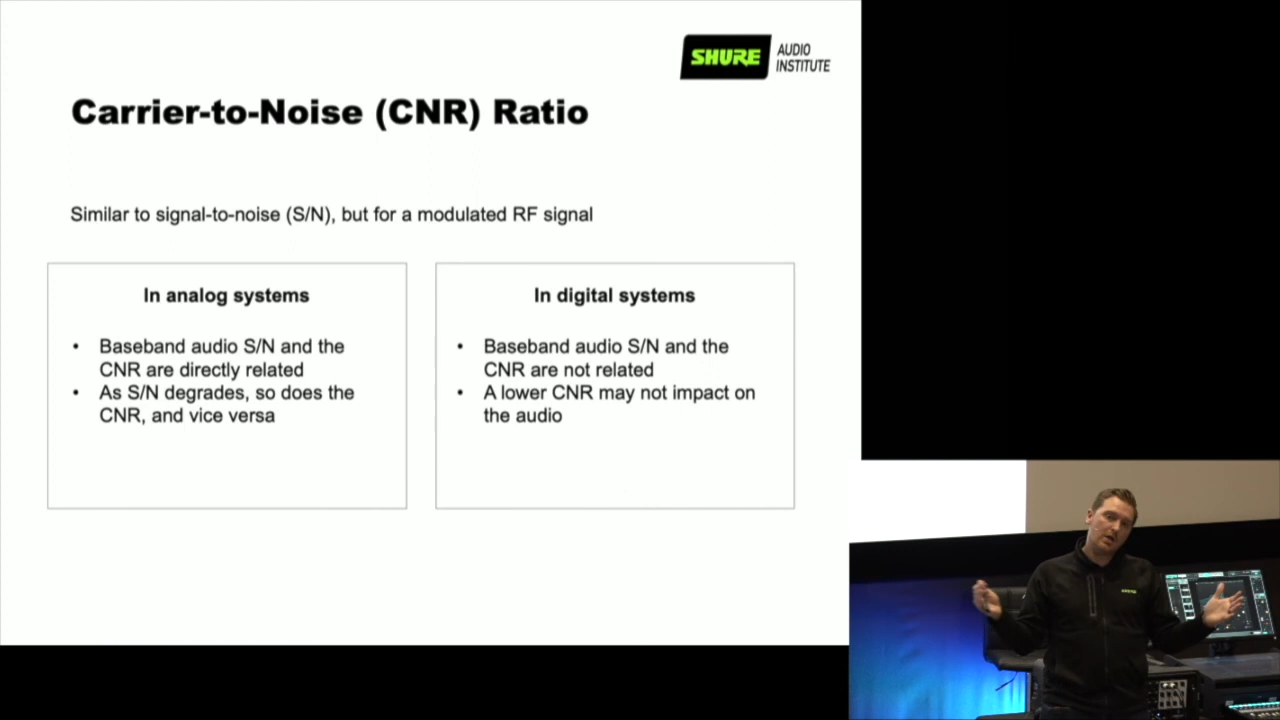 SHURE AUDIO
INSTITUTE
Carrier-to-Noise (CNR) Ratio
Similar to signal-to-noise (S/N), but for a modulated RF signal
In analog systems
• Baseband audio S/N and the
CNR are directly related
• As S/N degrades, so does the
CNR, and vice versa
In digital systems
• Baseband audio S/N and the
CNR are not related
• A lower CNR may not impact on
the audio
SHURE